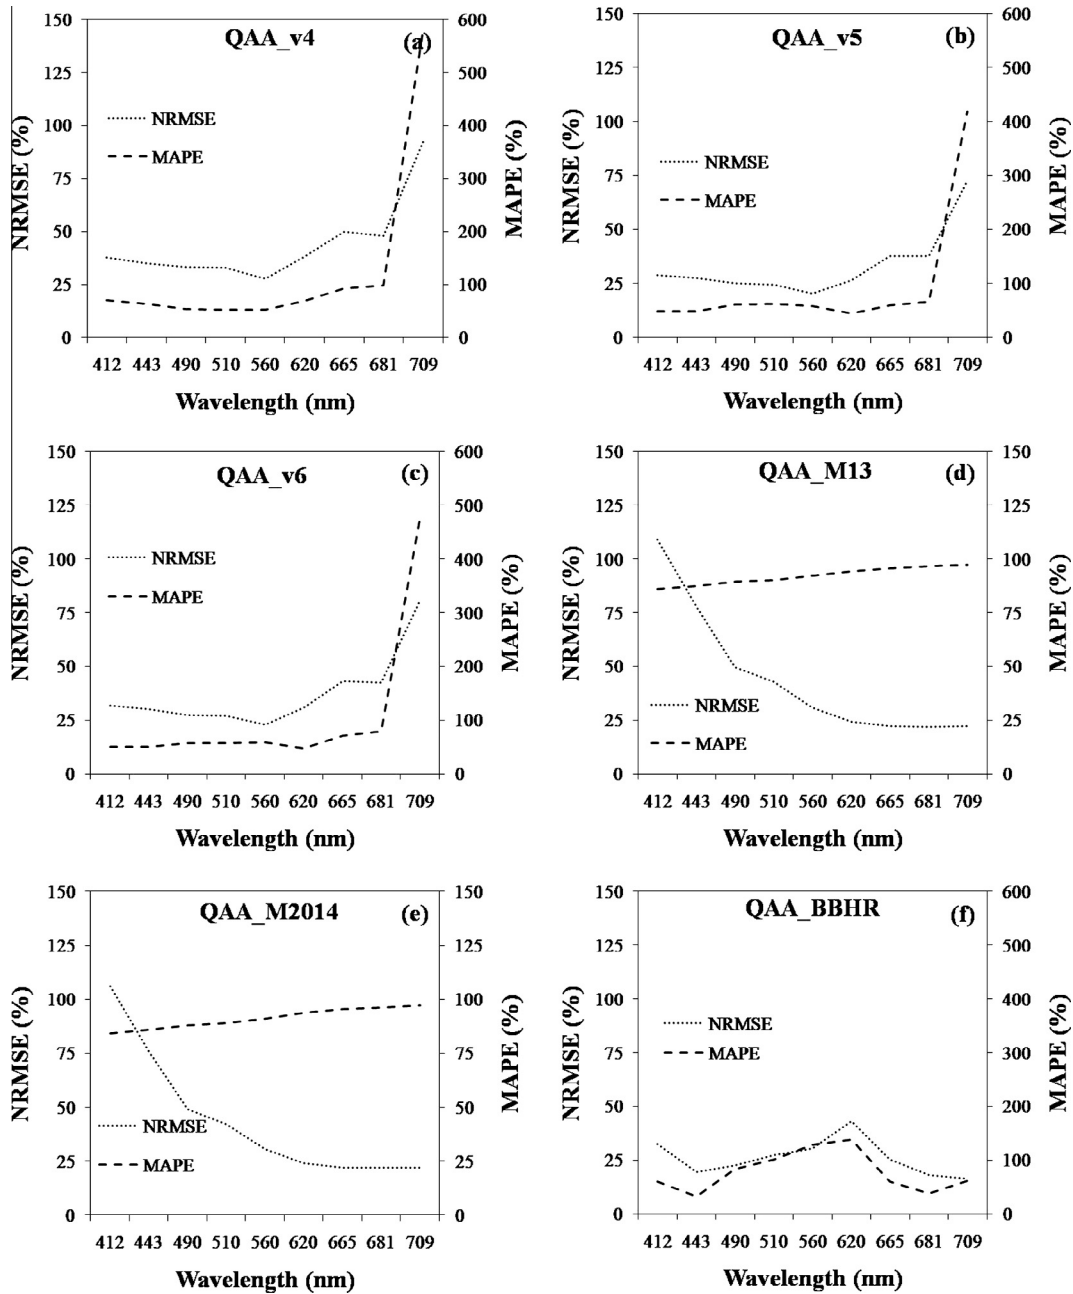 QAA_v4
(a)
NRMSE
MAPE
NRMSE (%)
150
125
100
75
50
25
0
MAPE (%)
600
500
400
300
200
100
0
412 443 490 510 560 620 665 681 709
Wavelength (nm)
QAA_v5
(b)
NRMSE
MAPE
NRMSE (%)
150
125
100
75
50
25
0
MAPE (%)
600
500
400
300
200
100
0
412 443 490 510 560 620 665 681 709
Wavelength (nm)
QAA_v6
(c)
NRMSE
MAPE
NRMSE (%)
150
125
100
75
50
25
0
MAPE (%)
600
500
400
300
200
100
0
412 443 490 510 560 620 665 681 709
Wavelength (nm)
QAA_M13
(d)
NRMSE
MAPE
NRMSE (%)
150
125
100
75
50
25
0
MAPE (%)
150
125
100
75
50
25
0
412 443 490 510 560 620 665 681 709
Wavelength (nm)
QAA_M2014
(e)
NRMSE
MAPE
NRMSE (%)
150
125
100
75
50
25
0
MAPE (%)
150
125
100
75
50
25
0
412 443 490 510 560 620 665 681 709
Wavelength (nm)
QAA_BBHR
(f)
NRMSE
MAPE
NRMSE (%)
150
125
100
75
50
25
0
MAPE (%)
600
500
400
300
200
100
0
412 443 490 510 560 620 665 681 709
Wavelength (nm)